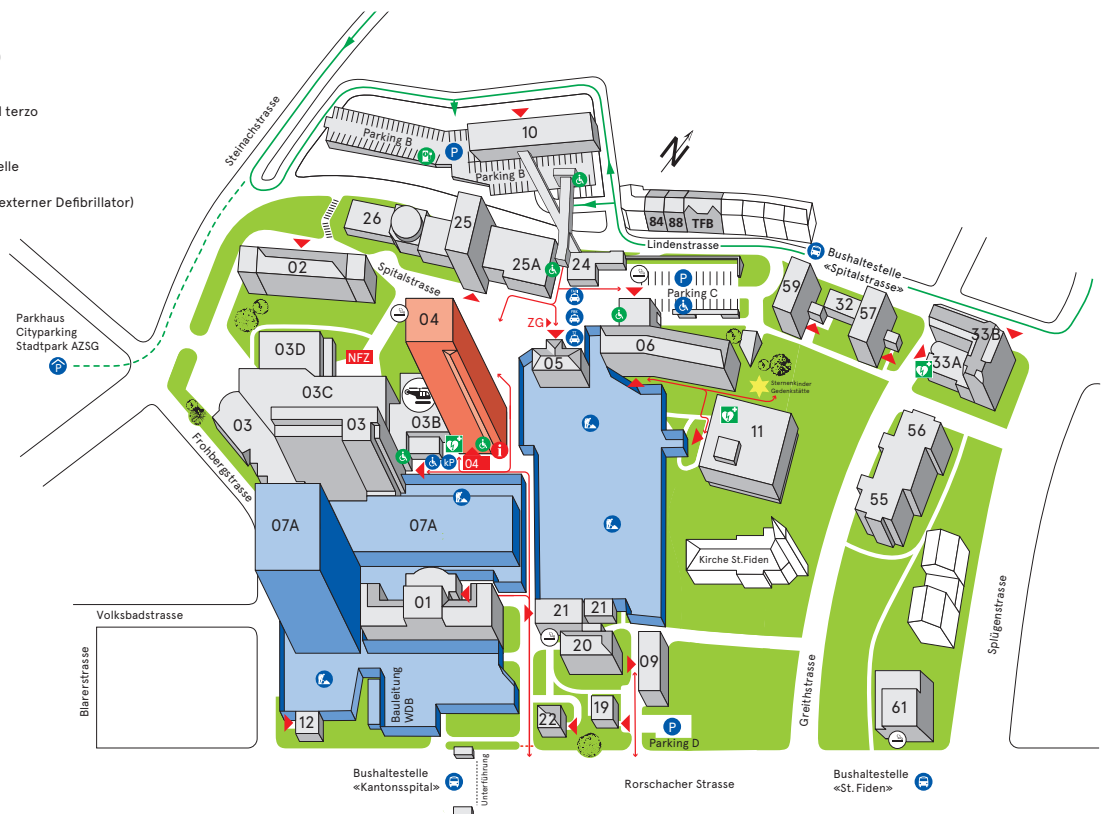 l terzo
elle
externer Defibrillator)
Steinachstrasse
Parking B
P
10
Parking B
N
84 88 TFB
Lindenstrasse
Bushaltestelle
«Spitalstrasse»
26
25
25A
24
02
Spitalstrasse
P
Parking C
59
32
57
33B
33A
Parkhaus
Cityparking
Stadtpark AZSG
P
04
ZG
NFZ
03D
05
06
Sternenkinder
Gedenkstätte
03C
03
03
03B
11
56
kP
04
i
55
Frohbergstrasse
07A
07A
Kirche St.Fiden
01
21
21
20
09
Volksbadstrasse
Blarerstrasse
Bauleitung
WDB
12
22
19
P
Parking D
Greithstrasse
Splügenstrasse
61
Unterführung
Bushaltestelle
«Kantonsspital»
Rorschacher Strasse
Bushaltestelle
«St. Fiden»